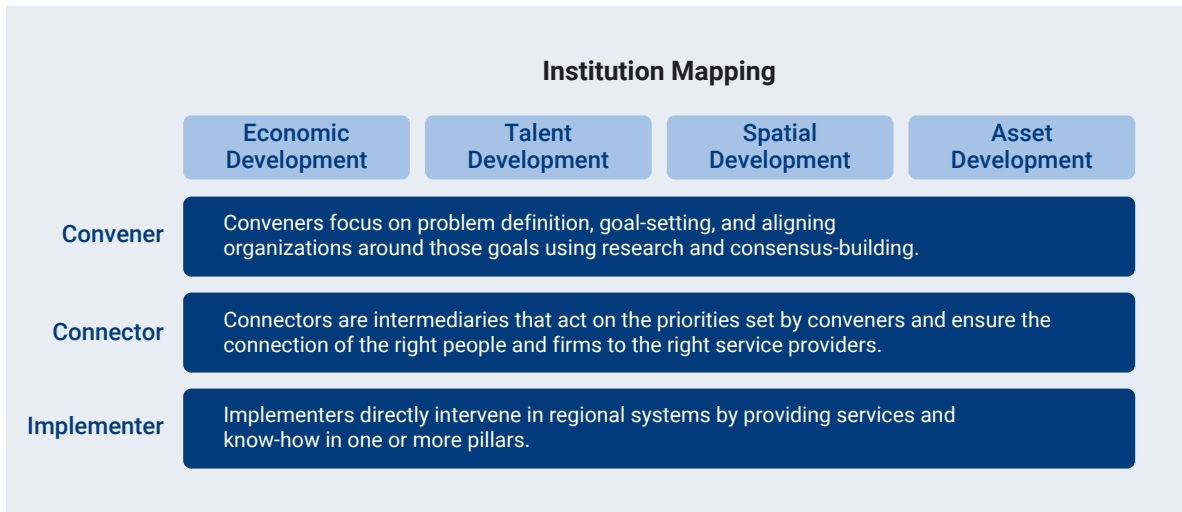 Institution Mapping
Economic
Development
Talent
Development
Spatial
Development
Asset
Development
Convener
Conveners focus on problem definition, goal-setting, and aligning
organizations around those goals using research and consensus-building.
Connector
Connectors are intermediaries that act on the priorities set by conveners and ensure the
connection of the right people and firms to the right service providers.
Implementer
Implementers directly intervene in regional systems by providing services and
know-how in one or more pillars.